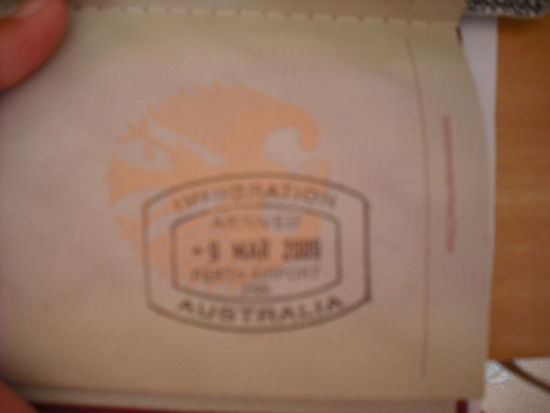 IMMIGRATION
ARRIVED
- 9 MAR 2009
PERTH AIRPORT
AUSTRALIA